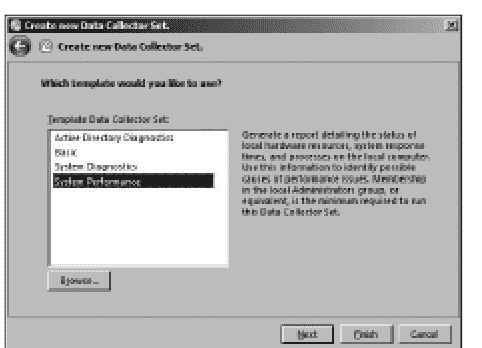 Create new Data Collector Set.
Create new Data Collector Set.
Which template would you like to use?
Template Data Collector Set:
Active Directory Diagnostics
Basic
System Diagnostics
System Performance
Generate a report detailing the status of
local hardware resources, system response
times, and processes on the local computer.
Use this information to identify possible
causes of performance issues. Membership
in the local Administrators group, or
equivalent, is the minimum required to run
this Data Collector Set.
Browse...
Next
Finish
Cancel